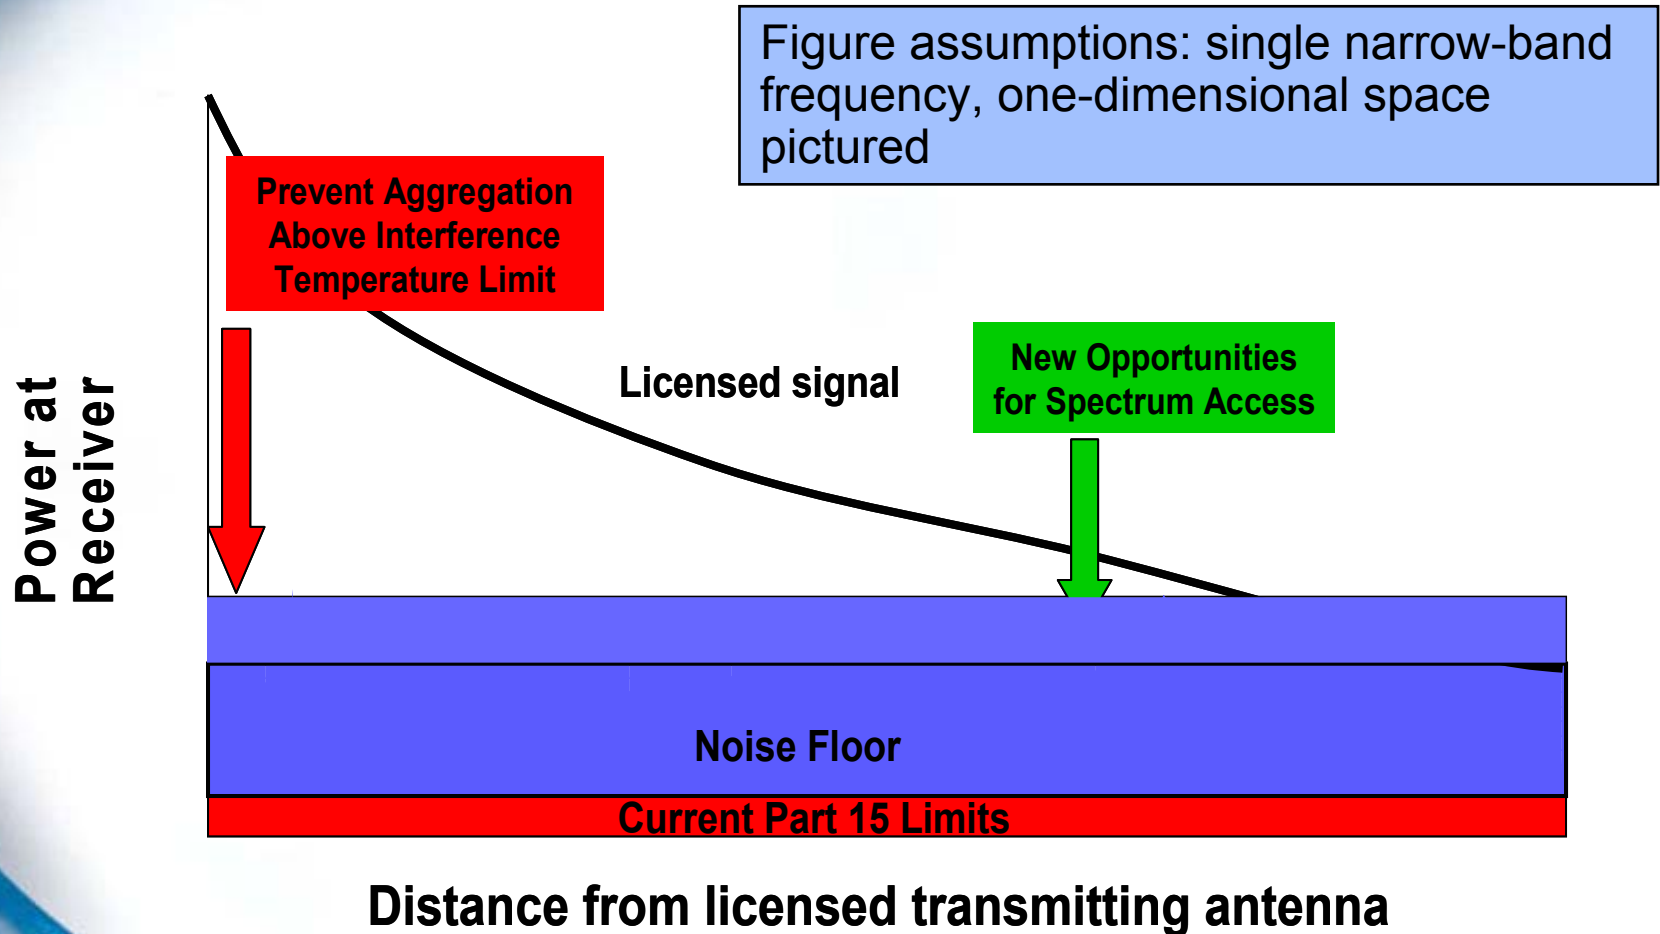 Figure assumptions: single narrow-band
frequency, one-dimensional space
pictured
Prevent Aggregation
Above Interference
Temperature Limit
New Opportunities
for Spectrum Access
Licensed signal
Power at
Receiver
Noise Floor
Current Part 15 Limits
Distance from licensed transmitting antenna